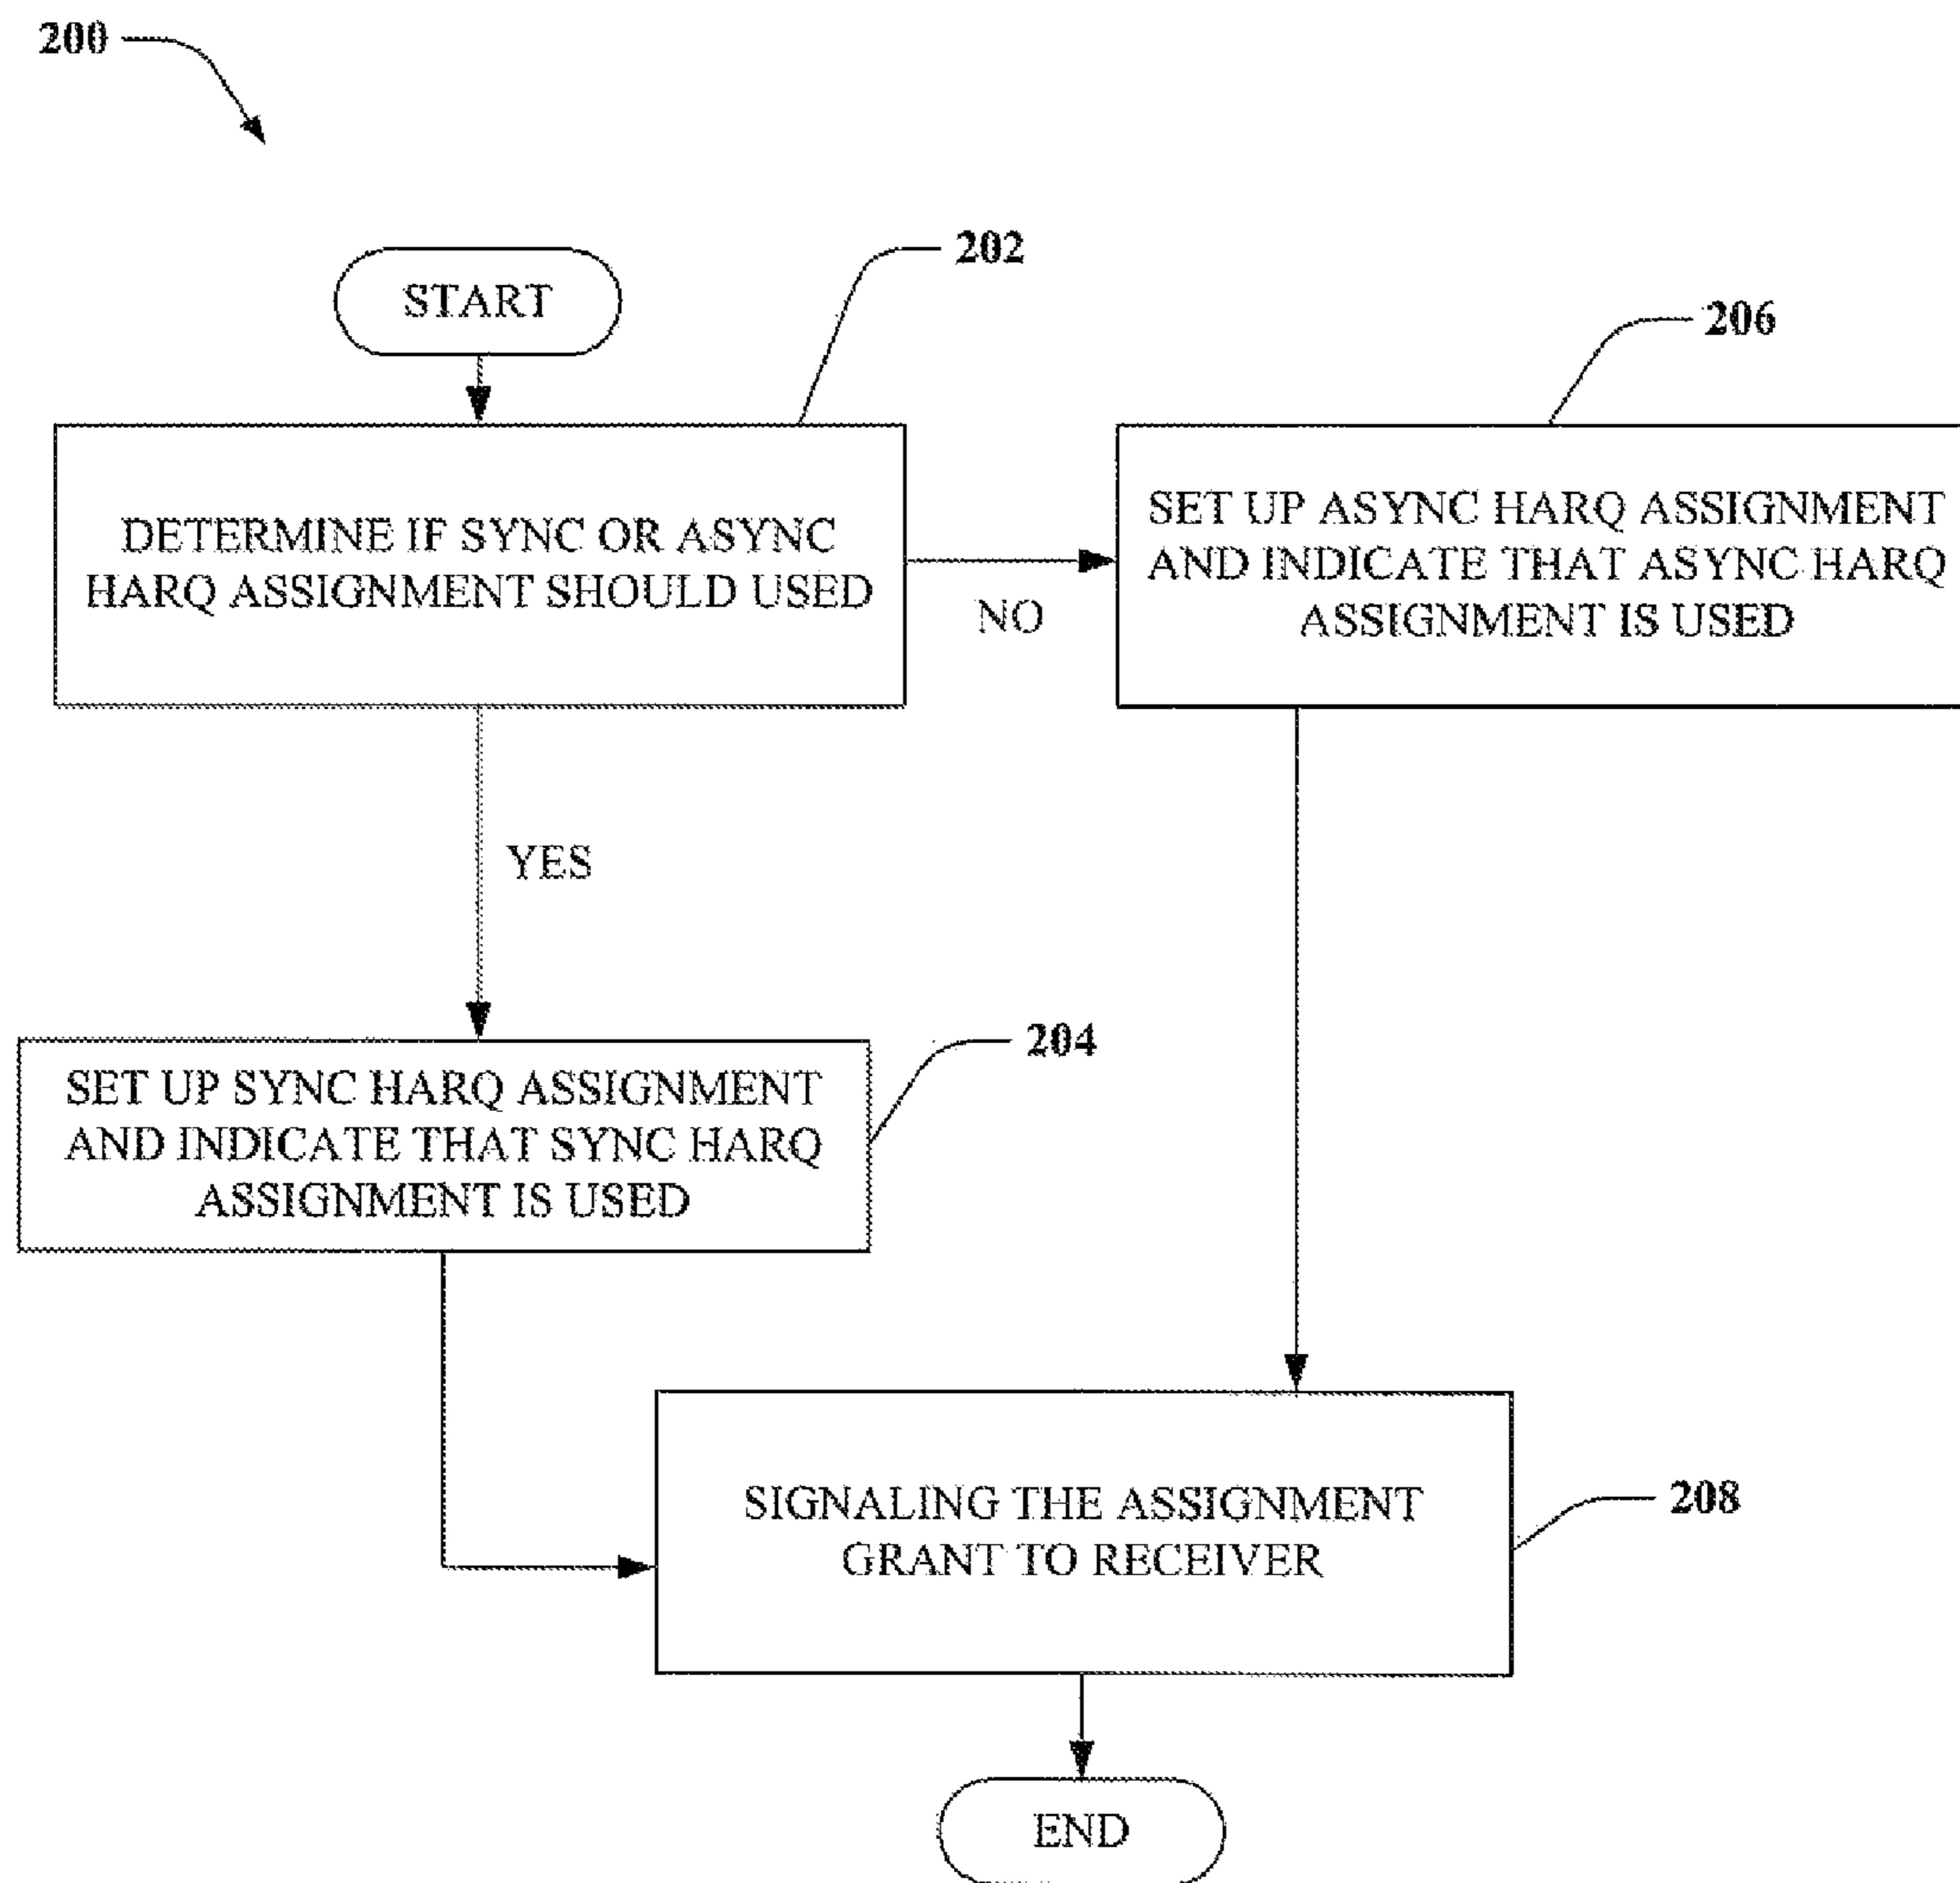 200
START
202
206
DETERMINE IF SYNC OR ASYNC
HARQ ASSIGNMENT SHOULD USED
NO
SET UP ASYNC HARQ ASSIGNMENT
AND INDICATE THAT ASYNC HARQ
ASSIGNMENT IS USED
YES
204
SET UP SYNC HARQ ASSIGNMENT
AND INDICATE THAT SYNC HARQ
ASSIGNMENT IS USED
SIGNALING THE ASSIGNMENT
GRANT TO RECEIVER
208
END